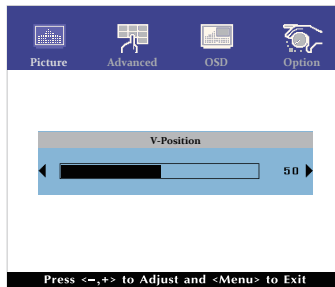 Picture Advanced OSD Option
V-Position
50
Press <–,+> to Adjust and <Menu> to Exit